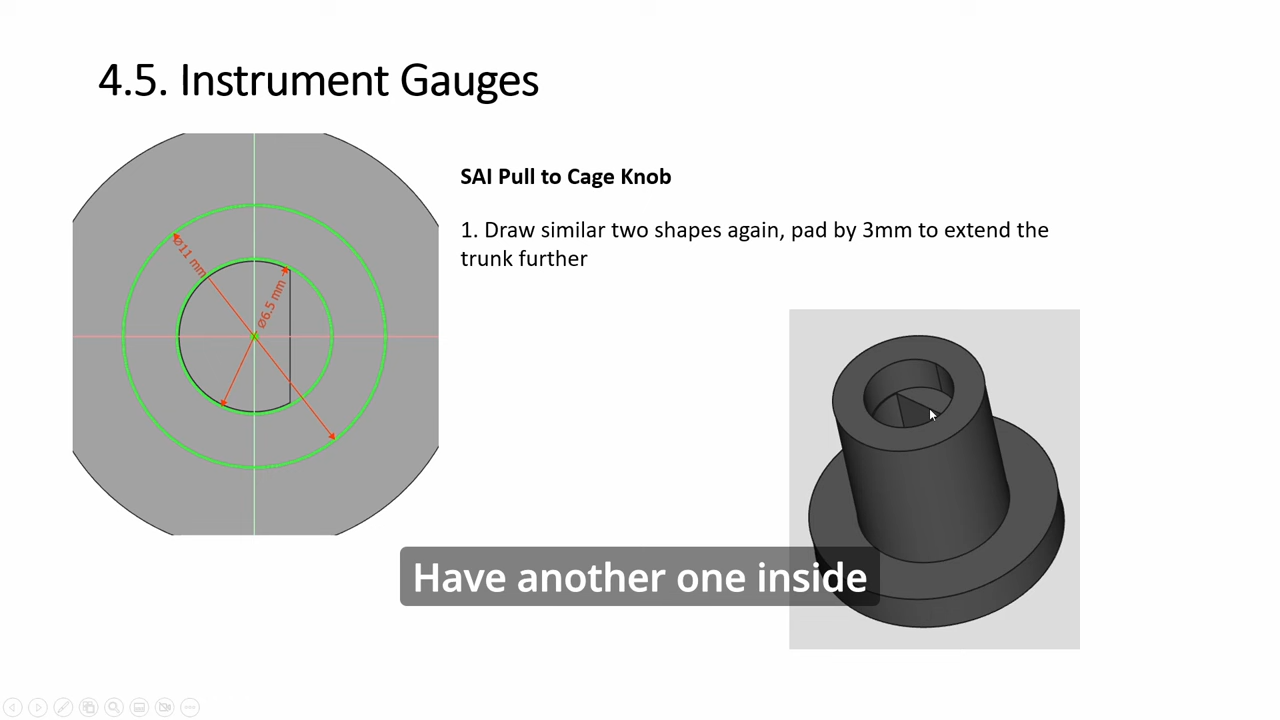 4.5. Instrument Gauges
SAI Pull to Cage Knob
1. Draw similar two shapes again, pad by 3mm to extend the
trunk further
Ø11 mm
Ø6.5 mm
Have another one inside